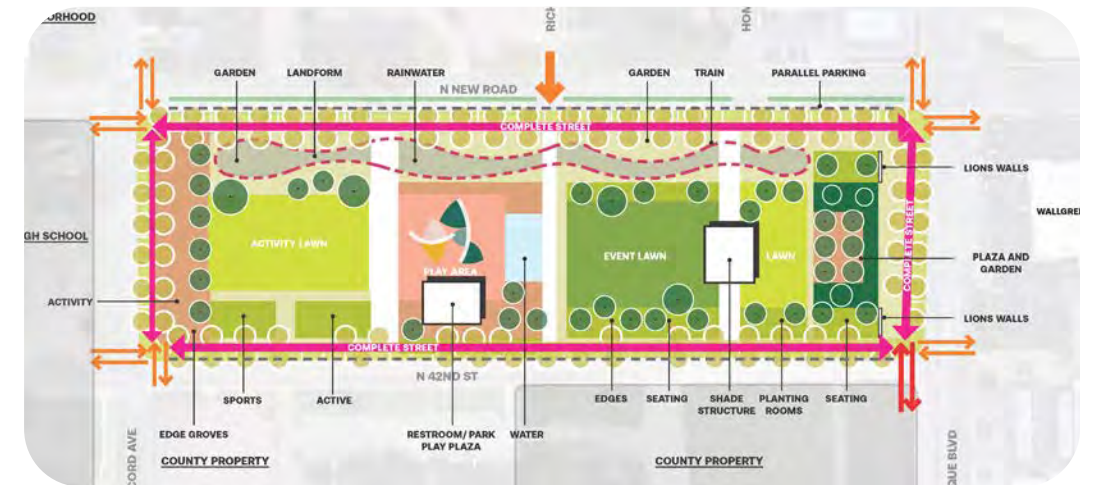 ORHOOD
RICH
HOM
GARDEN
LANDFORM
RAINWATER
GARDEN
TRAIN
PARALLEL PARKING
N NEW ROAD
COMPLETE STREET
LIONS WALLS
WALLGRE
GH SCHOOL
ACTIVITY LAWN
PLAY AREA
EVENT LAWN
LAWN
COMPLETE STREET
PLAZA AND
GARDEN
ACTIVITY
LIONS WALLS
COMPLETE STREET
N 42ND ST
SPORTS
ACTIVE
EDGES
SEATING
SHADE
STRUCTURE
PLANTING
ROOMS
SEATING
EDGE GROVES
RESTROOM/ PARK
PLAY PLAZA
WATER
CORD AVE
COUNTY PROPERTY
COUNTY PROPERTY
QUE BLVD